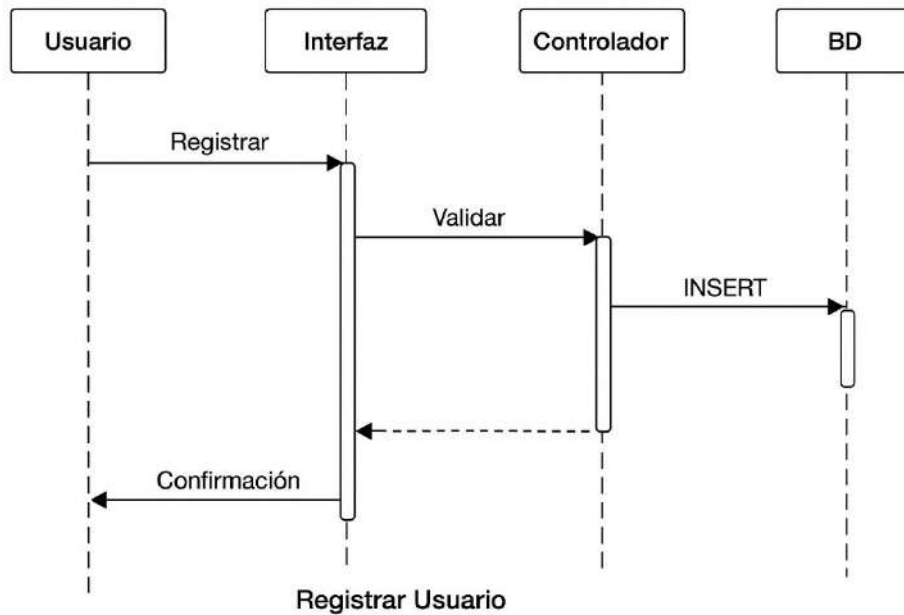 Usuario
Interfaz
Controlador
BD
Registrar
Validar
INSERT
Confirmación
Registrar Usuario